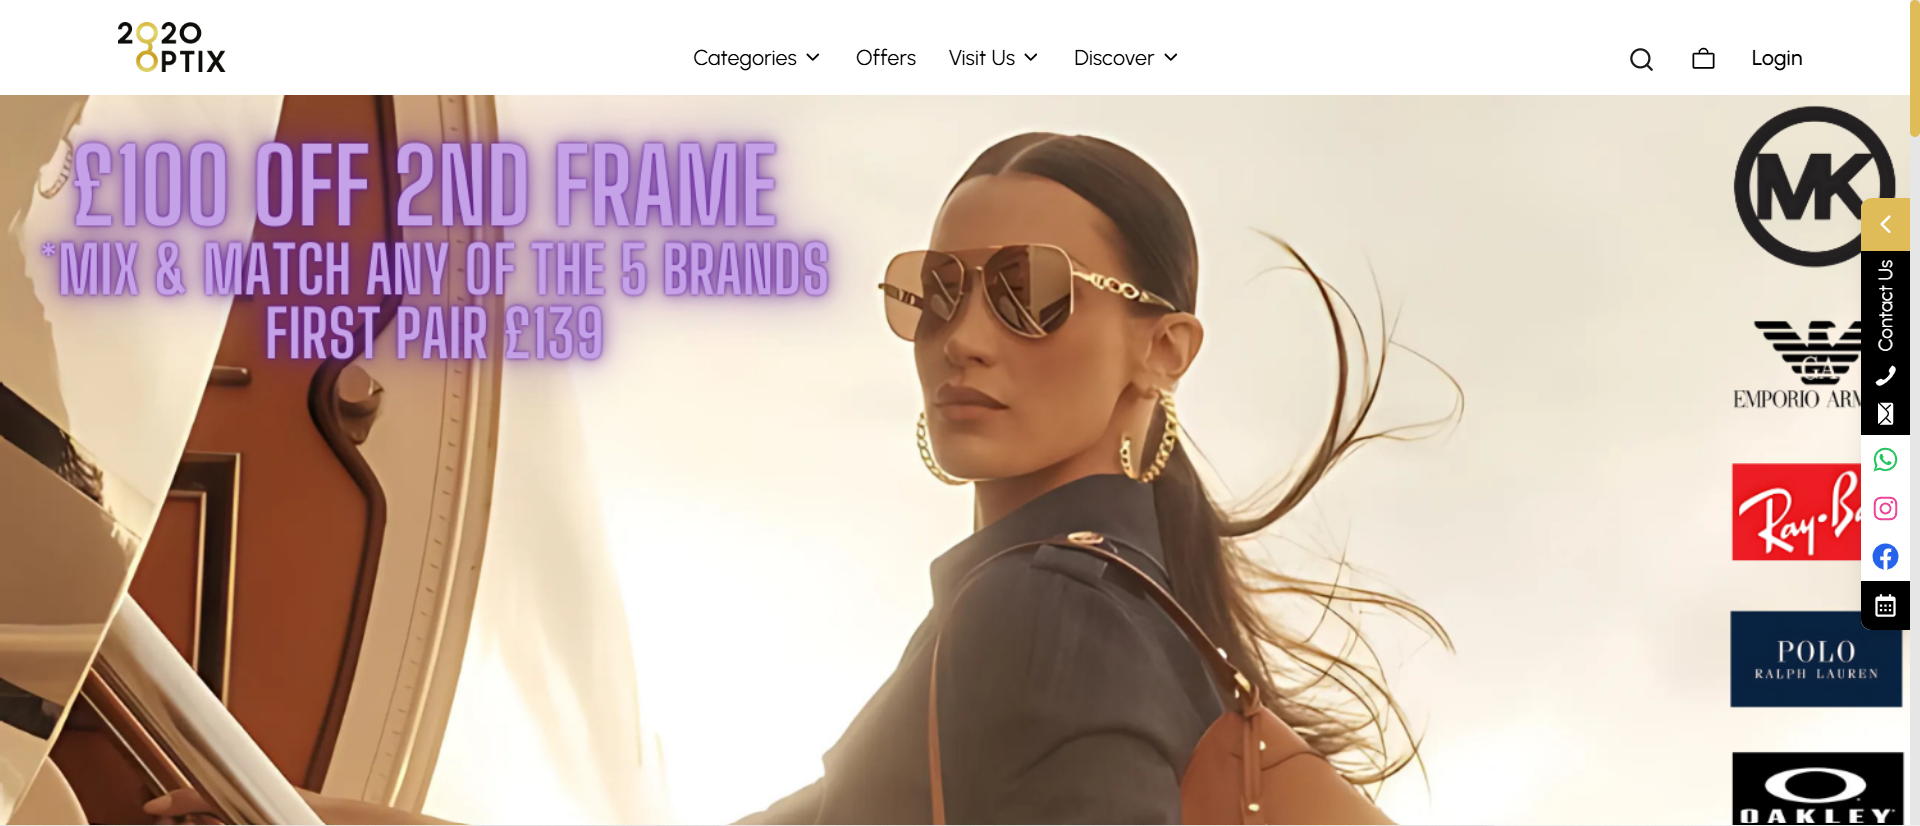 2020
OPTIX
Categories
Offers
Visit Us
Discover
Login
£100 OFF 2ND FRAME
*MIX & MATCH ANY OF THE 5 BRANDS
FIRST PAIR £139
MK
Contact Us
GA
EMPORIO ARM
Ray-Ba
POLO
RALPH LAUREN
OAKLEY